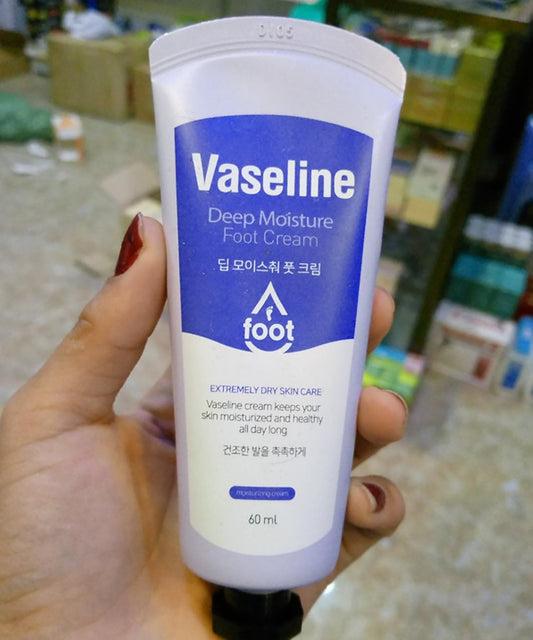 D105
Vaseline
Deep Moisture
Foot Cream
딥 모이스춰 풋 크림
foot
EXTREMELY DRY SKIN CARE
Vaseline cream keeps your
skin moisturized and healthy
all day long
건조한 발을 촉촉하게
moisturizing cream
60 ml